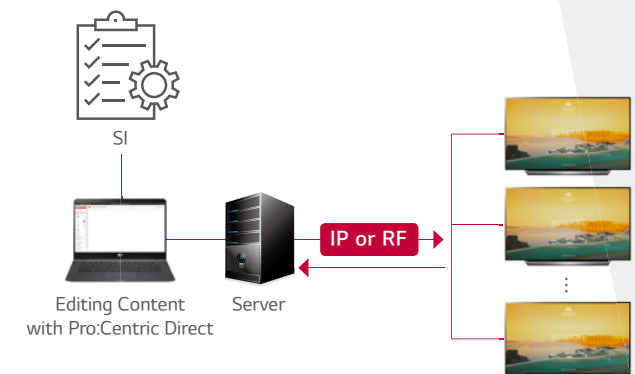 SI
IP or RF
Editing Content
with Pro:Centric Direct
Server